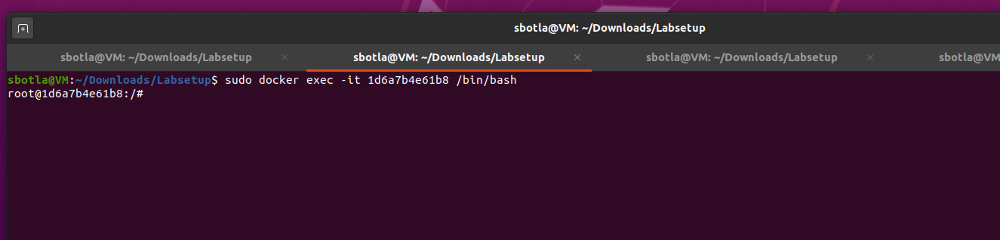 sbotla@VM: ~/Downloads/Labsetup
sbotla@VM: ~/Downloads/Labsetup × sbotla@VM: ~/Downloads/Labsetup × sbotla@VM: ~/Downloads/Labsetup × sbotla@VM
sbotla@VM:~/Downloads/Labsetup$ sudo docker exec -it 1d6a7b4e61b8 /bin/bash
root@1d6a7b4e61b8:/#